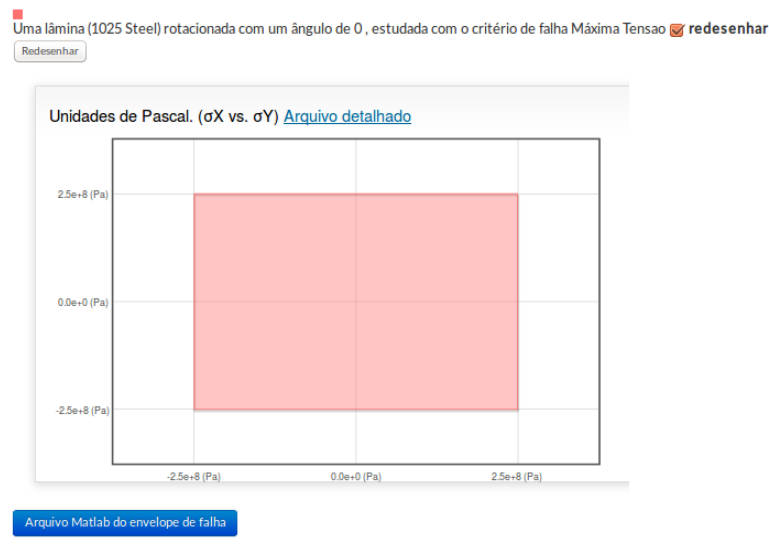 Uma lâmina (1025 Steel) rotacionada com um ângulo de 0 , estudada com o critério de falha Máxima Tensao redesenhar
Redesenhar
Unidades de Pascal. (σX vs. σY) Arquivo detalhado
2.5e+8 (Pa)
0.0e+0 (Pa)
-2.5e+8 (Pa)
-2.5e+8 (Pa) 0.0e+0 (Pa) 2.5e+8 (Pa)
Arquivo Matlab do envelope de falha